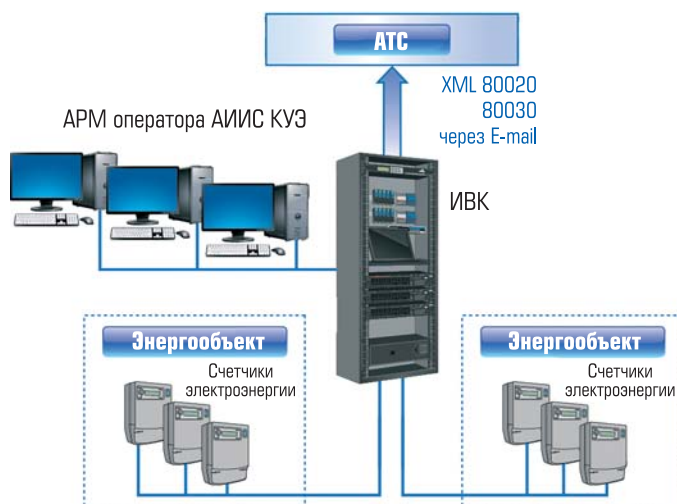 АТС
XML 80020
80030
через E-mail
АРМ оператора АИИС КУЭ
ИВК
Энергообъект
Счетчики
электроэнергии
Энергообъект
Счетчики
электроэнергии